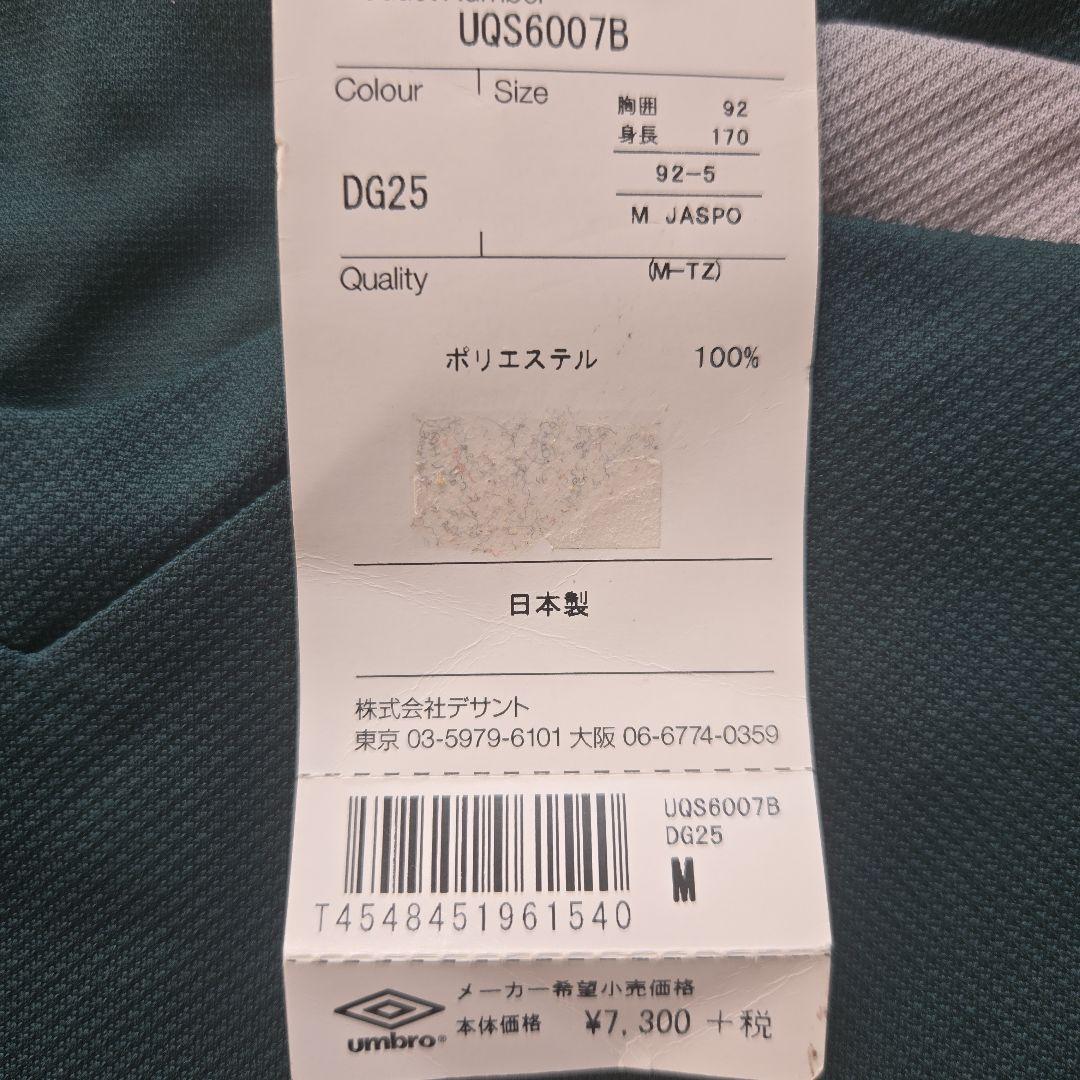 UQS6007B
Colour Size
胸囲 92
身長 170
92-5
DG25
M JASPO
Quality
(M-TZ)
ポリエステル 100%
日本製
株式会社デサント
東京 03-5979-6101 大阪 06-6774-0359
UQS6007B
DG25
M
T4548451961540
メーカー希望小売価格
本体価格 ¥7,300 +税
umbro®